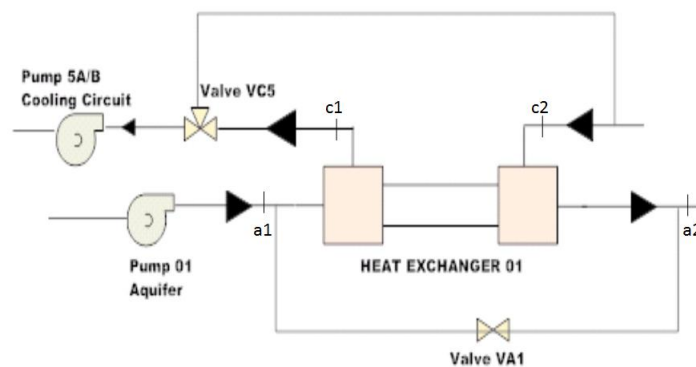 Pump 5A/B
Cooling Circuit
Valve VC5
c1
c2
a1
a2
Pump 01
Aquifer
HEAT EXCHANGER 01
Valve VA1